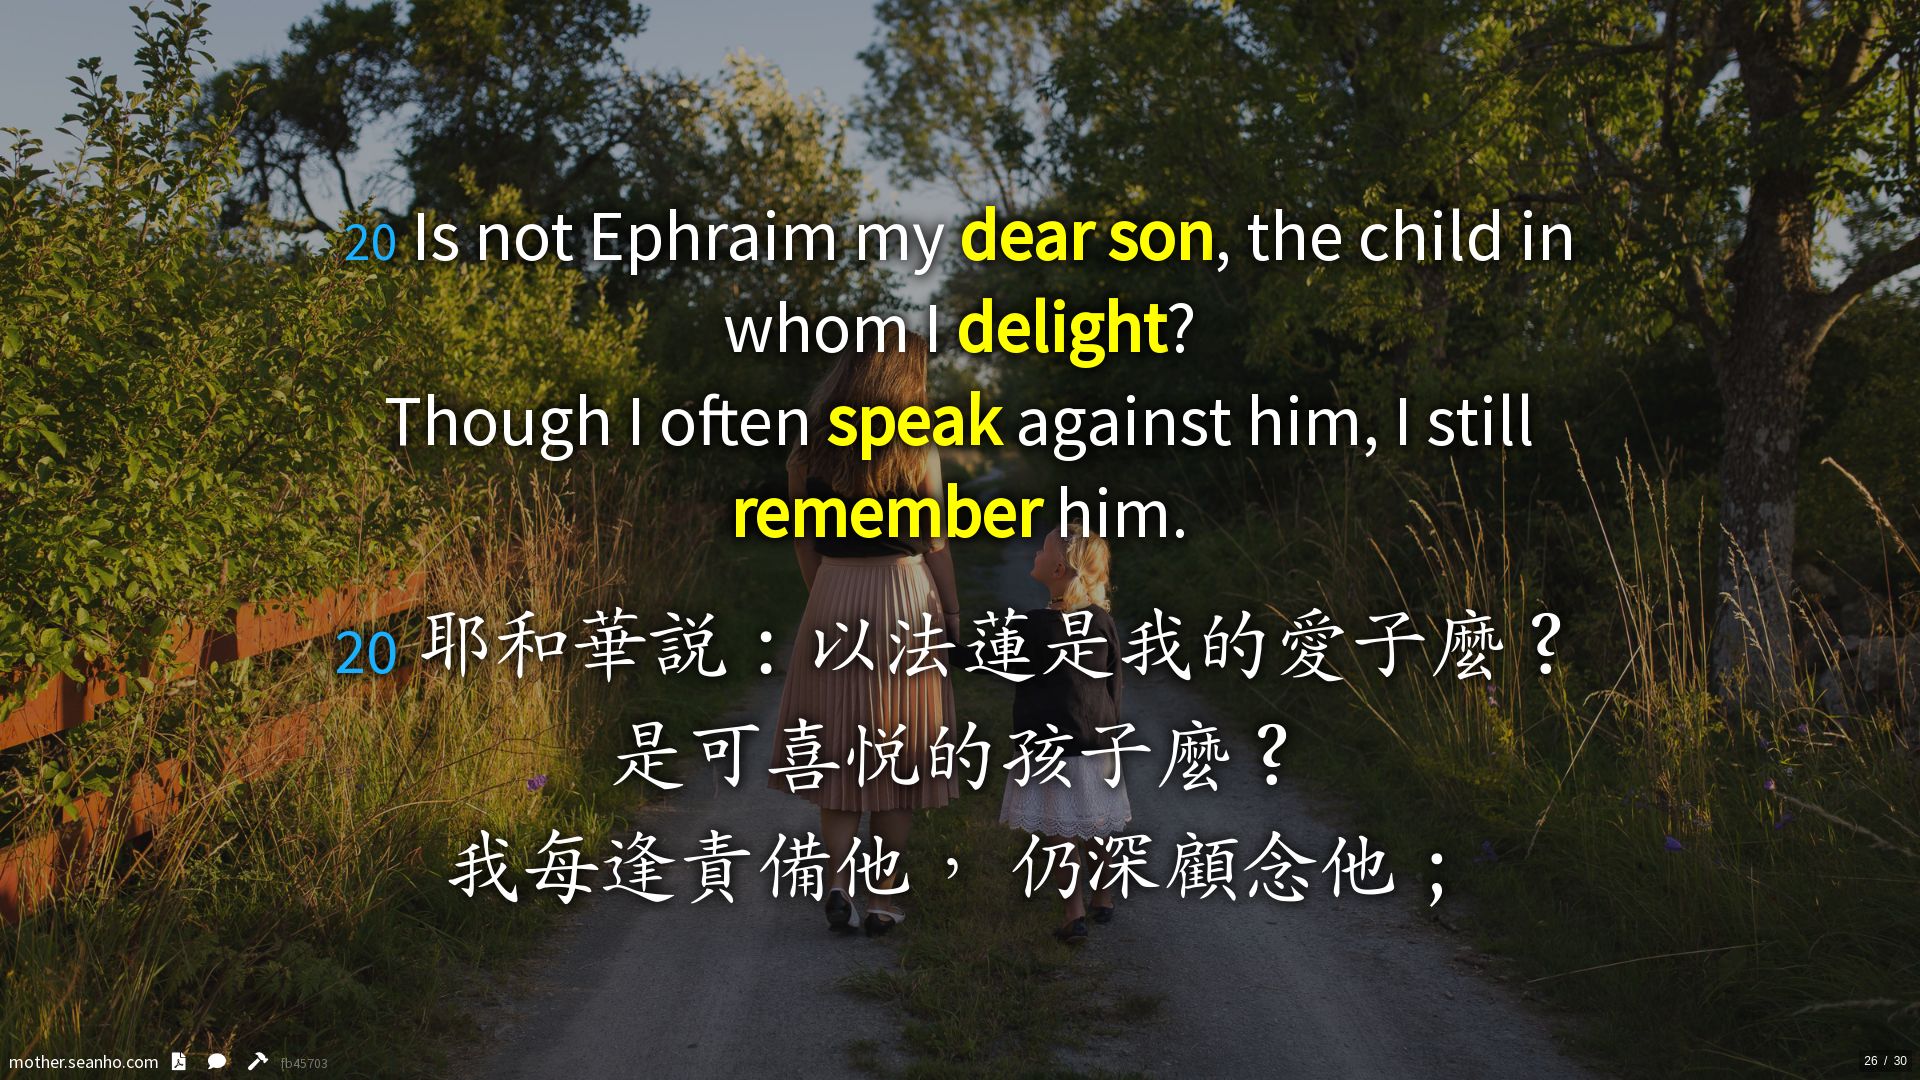 20 Is not Ephraim my dear son, the child in
whom I delight?
Though I often speak against him, I still
remember him.
20 耶和華説：以法蓮是我的愛子麼？
是可喜悦的孩子麼？
我每逢責備他， 仍深顧念他；
mother.seanho.com fb45703
26 / 30